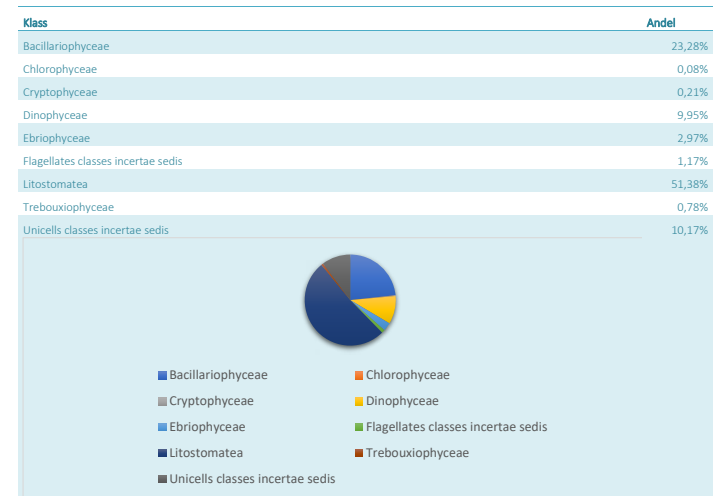 Klass Andel
Bacillariophyceae 23,28%
Chlorophyceae 0,08%
Cryptophyceae 0,21%
Dinophyceae 9,95%
Ebriophyceae 2,97%
Flagellates classes incertae sedis 1,17%
Litostomatea 51,38%
Trebouxiophyceae 0,78%
Unicells classes incertae sedis 10,17%
Bacillariophyceae Chlorophyceae
Cryptophyceae Dinophyceae
Ebriophyceae Flagellates classes incertae sedis
Litostomatea Trebouxiophyceae
Unicells classes incertae sedis